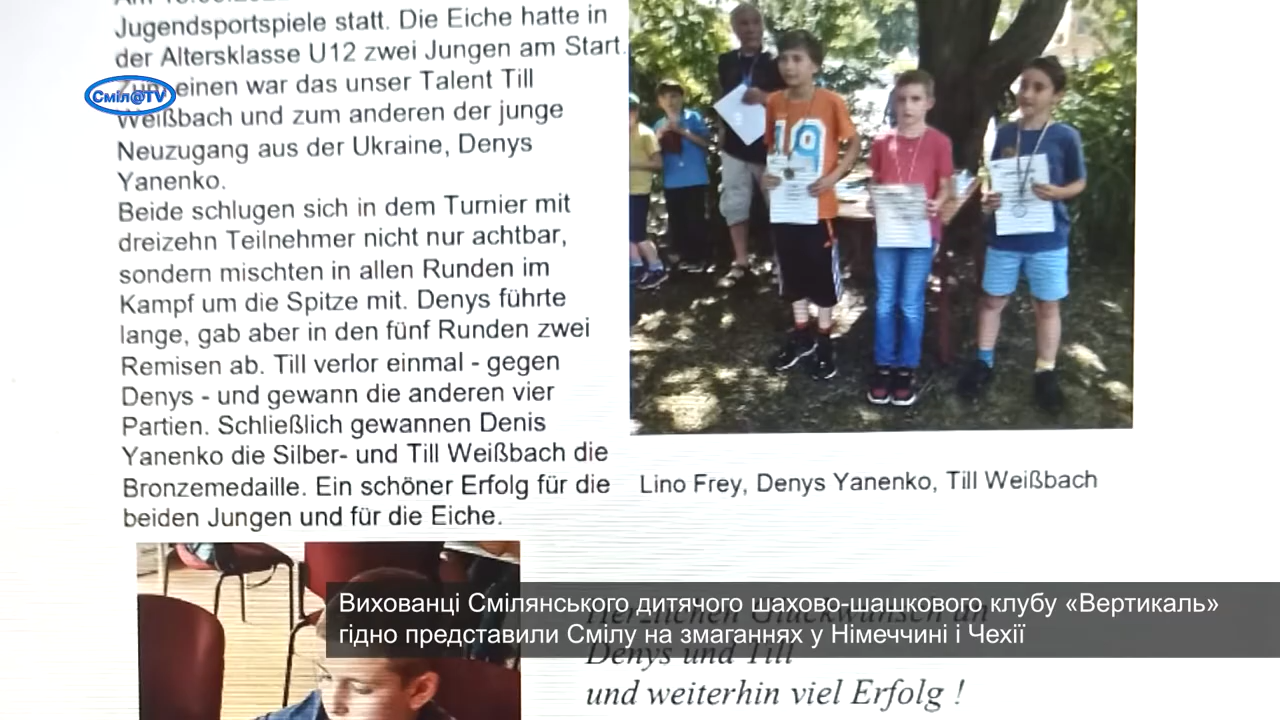 Jugendsportspiele statt. Die Eiche hatte in
der Altersklasse U12 zwei Jungen am Start.
einen war das unser Talent Till
Weißbach und zum anderen der junge
Neuzugang aus der Ukraine, Denys
Yanenko.
Beide schlugen sich in dem Turnier mit
dreizehn Teilnehmer nicht nur achtbar,
sondern mischten in allen Runden im
Kampf um die Spitze mit. Denys führte
lange, gab aber in den fünf Runden zwei
Remisen ab. Till verlor einmal - gegen
Denys - und gewann die anderen vier
Partien. Schließlich gewannen Denis
Yanenko die Silber- und Till Weißbach die
Bronzemedaille. Ein schöner Erfolg für die
beiden Jungen und für die Eiche.
Сміл@TV
19
Lino Frey, Denys Yanenko, Till Weißbach
Herzlichen Glückwunsch an
Denys und Till
und weiterhin viel Erfolg !
Вихованці Смілянського дитячого шахово-шашкового клубу «Вертикаль»
гідно представили Смілу на змаганнях у Німеччині і Чехії